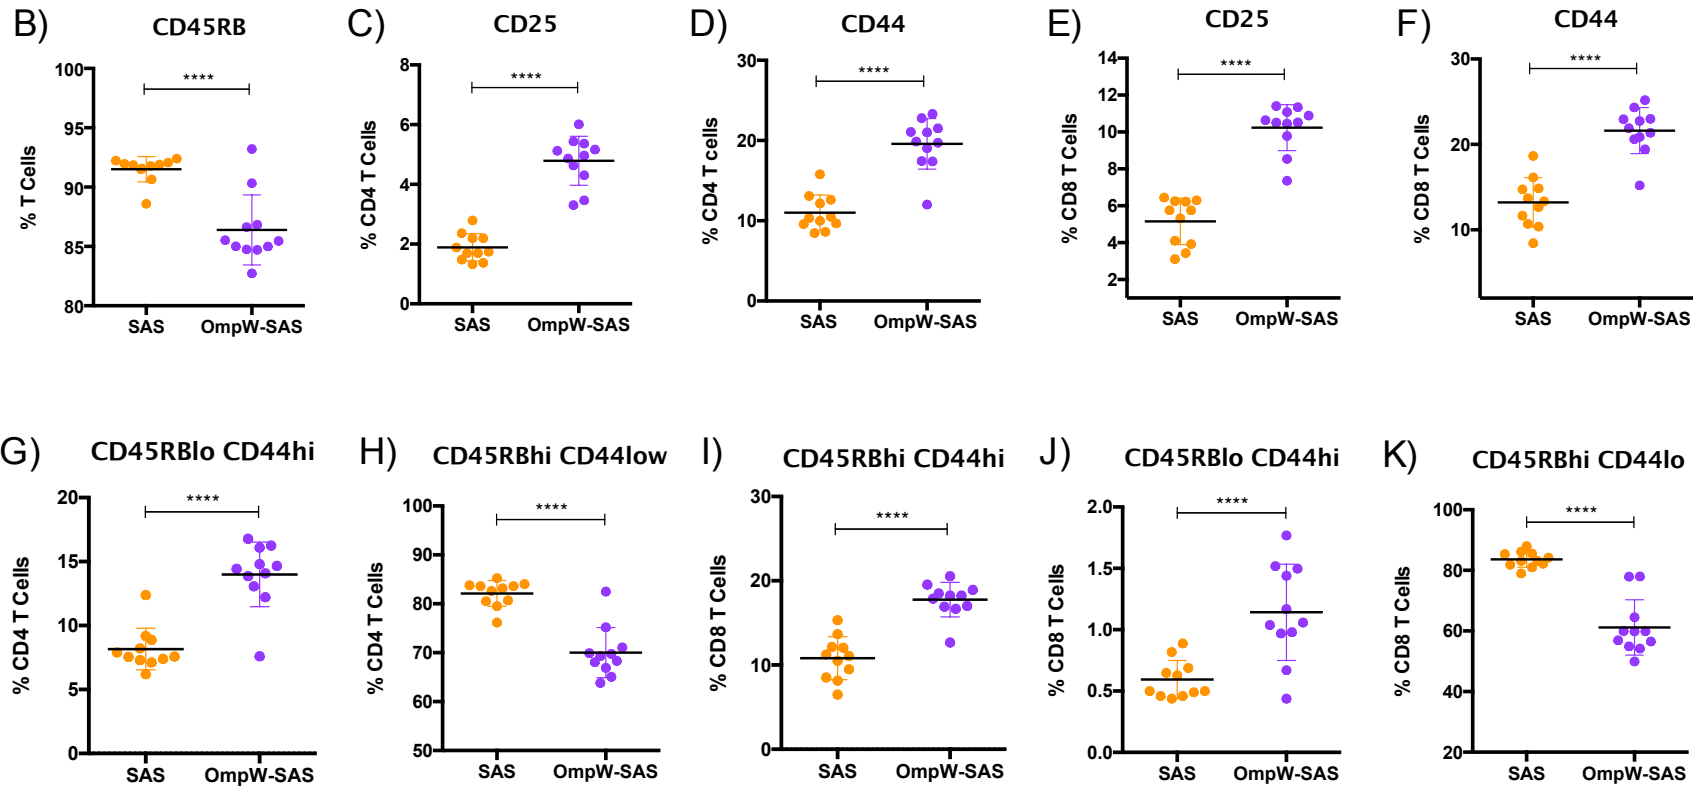 B) CD45RB
% T Cells
100
95
90
85
80
****
SAS OmpW-SAS
C) CD25
% CD4 T Cells
8
6
4
2
0
****
SAS OmpW-SAS
D) CD44
% CD4 T Cells
30
20
10
0
****
SAS OmpW-SAS
E) CD25
% CD8 T Cells
14
12
10
8
6
4
2
****
SAS OmpW-SAS
F) CD44
% CD8 T Cells
30
20
10
****
SAS OmpW-SAS
G) CD45RBlo CD44hi
% CD4 T Cells
20
15
10
5
0
****
SAS OmpW-SAS
H) CD45RBhi CD44low
% CD4 T Cells
100
90
80
70
60
50
****
SAS OmpW-SAS
I) CD45RBhi CD44hi
% CD8 T Cells
30
20
10
0
****
SAS OmpW-SAS
J) CD45RBlo CD44hi
% CD8 T Cells
2.0
1.5
1.0
0.5
0.0
****
SAS OmpW-SAS
K) CD45RBhi CD44lo
% CD8 T Cells
100
80
60
40
20
****
SAS OmpW-SAS